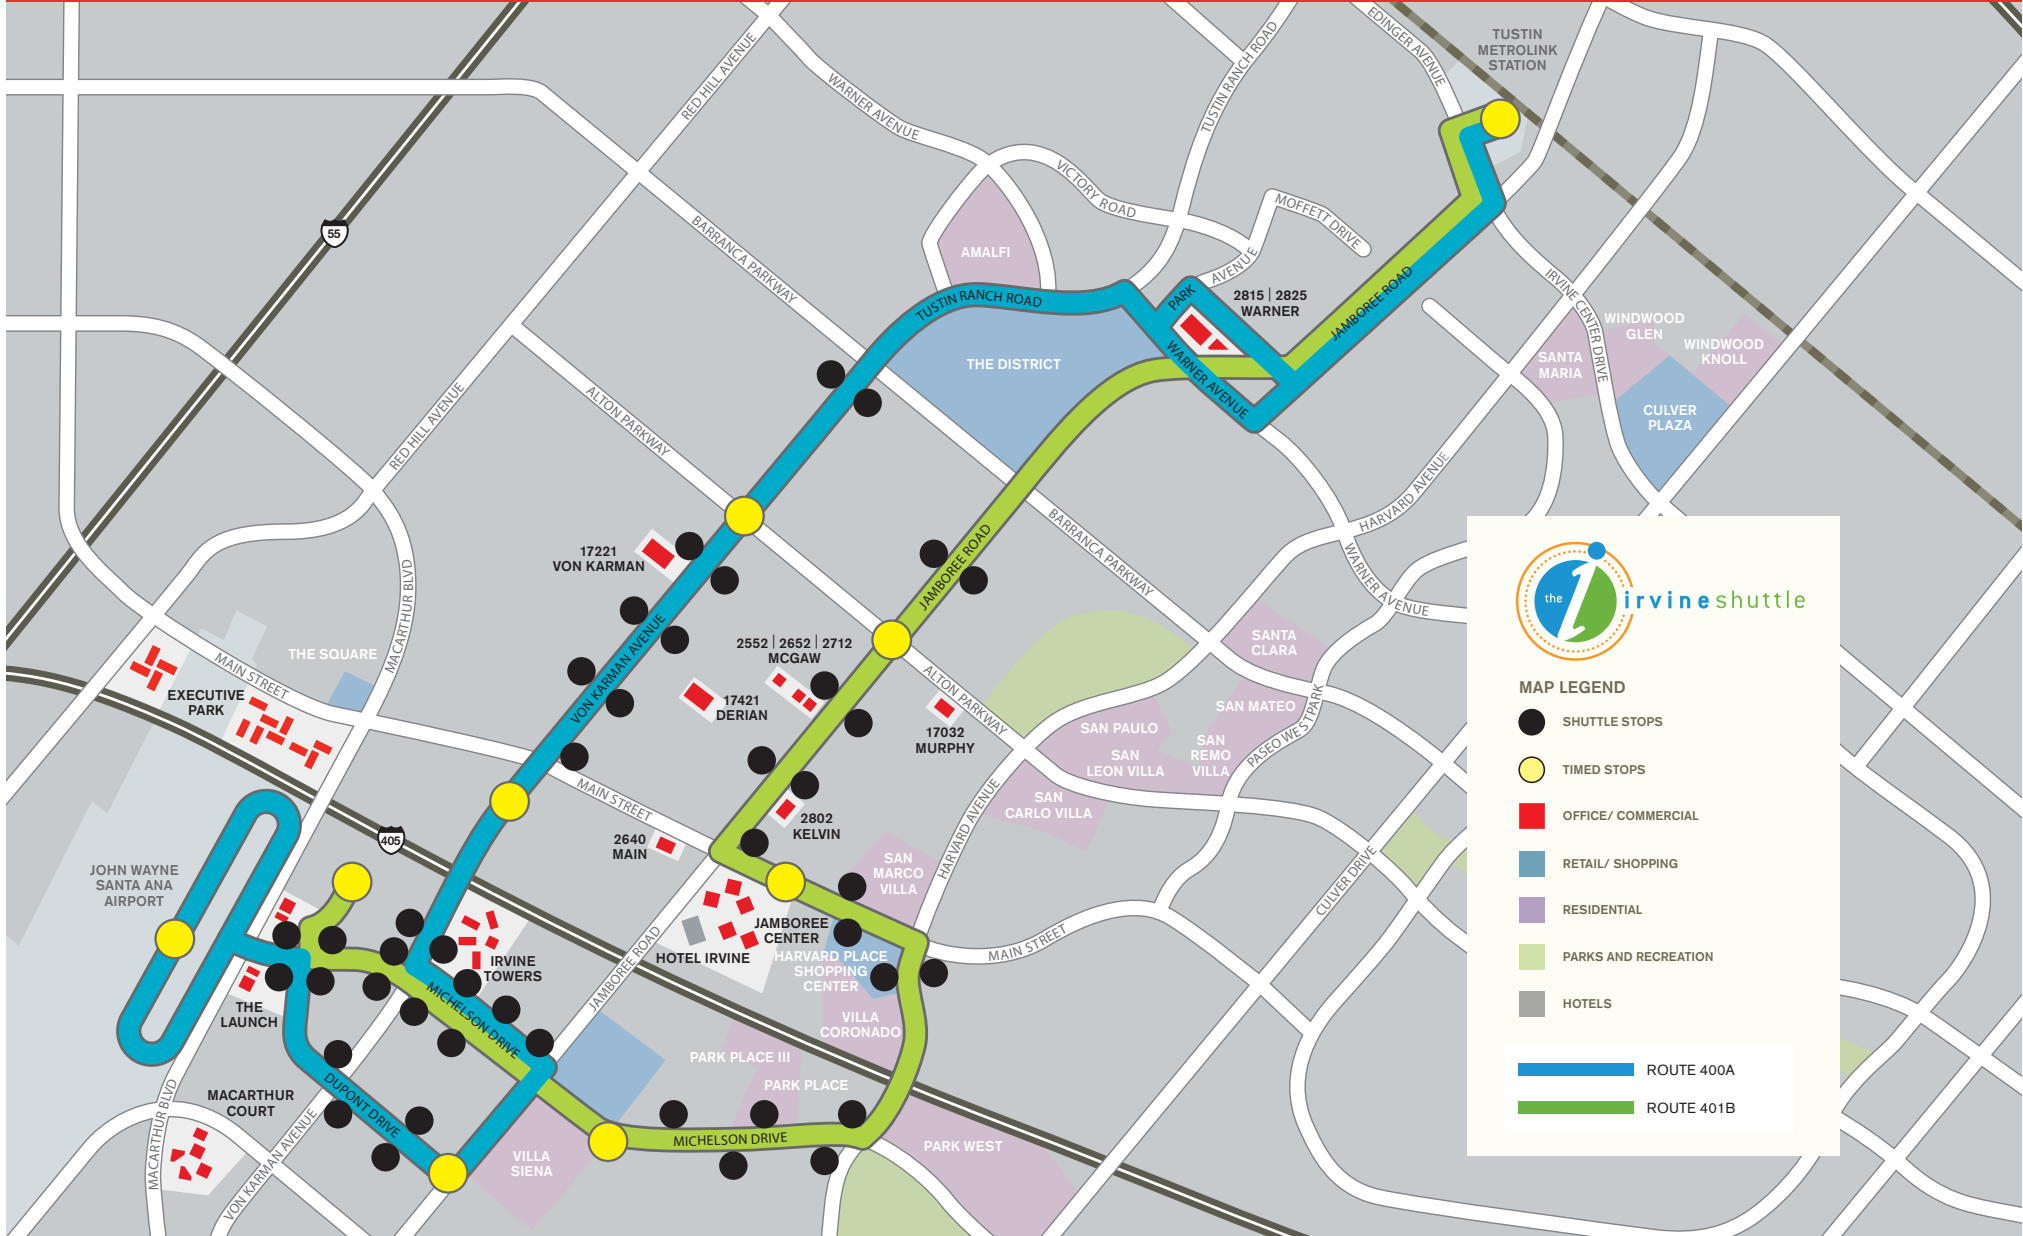 EDINGER AVENUE
TUSTIN
METROLINK
STATION
RED HILL AVENUE
WARNER AVENUE
TUSTIN RANCH ROAD
VICTORY ROAD
MOFFETT DRIVE
55
BARRANCA PARKWAY
AMALFI
AVENUE
PARK
2815 | 2825
WARNER
TUSTIN RANCH ROAD
JAMBOREE ROAD
IRVINE CENTER DRIVE
WINDWOOD
GLEN
WINDWOOD
KNOLL
SANTA
MARIA
THE DISTRICT
WARNER AVENUE
CULVER
PLAZA
RED HILL AVENUE
ALTON PARKWAY
HARVARD AVENUE
17221
VON KARMAN
JAMBOREE ROAD
BARRANCA PARKWAY
WARNER AVENUE
the
irvineshuttle
MACARTHUR BLVD
THE SQUARE
MAIN STREET
EXECUTIVE
PARK
VON KARMAN AVENUE
2552 | 2652 | 2712
MCGAW
17421
DERIAN
ALTON PARKWAY
17032
MURPHY
SANTA
CLARA
SAN MATEO
SAN PAULO
SAN
REMO
VILLA
SAN
LEON VILLA
PASEO WESTPARK
SAN
CARLO VILLA
MAP LEGEND
SHUTTLE STOPS
TIMED STOPS
OFFICE/ COMMERCIAL
RETAIL/ SHOPPING
RESIDENTIAL
PARKS AND RECREATION
HOTELS
ROUTE 400A
ROUTE 401B
MAIN STREET
2802
KELVIN
2640
MAIN
405
JOHN WAYNE
SANTA ANA
AIRPORT
SAN
MARCO
VILLA
HARVARD AVENUE
CULVER DRIVE
JAMBOREE
CENTER
HOTEL IRVINE
HARVARD PLACE
SHOPPING
CENTER
MAIN STREET
IRVINE
TOWERS
JAMBOREE ROAD
THE
LAUNCH
MICHELSON DRIVE
VILLA
CORONADO
PARK PLACE III
PARK PLACE
MACARTHUR
COURT
DUPONT DRIVE
MACARTHUR BLVD
VON KARMAN AVENUE
MICHELSON DRIVE
PARK WEST
VILLA
SIENA